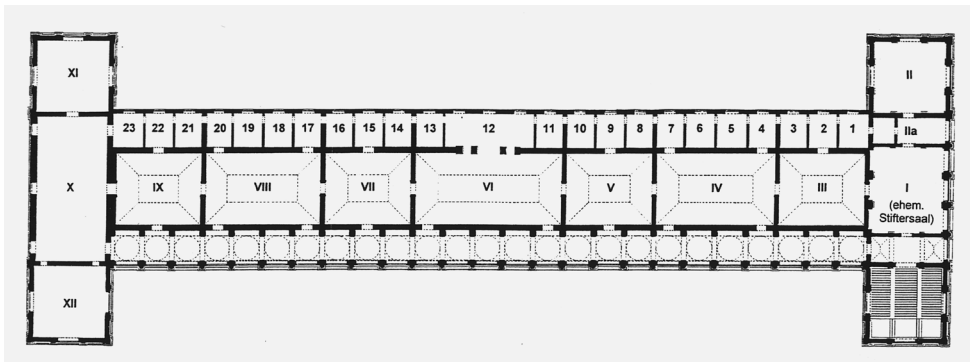 XI
II
23 22 21 20 19 18 17 16 15 14 13 12 11 10 9 8 7 6 5 4 3 2 1
IIa
X
IX
VIII
VII
VI
V
IV
III
I
(ehem.
Stiftersaal)
XII